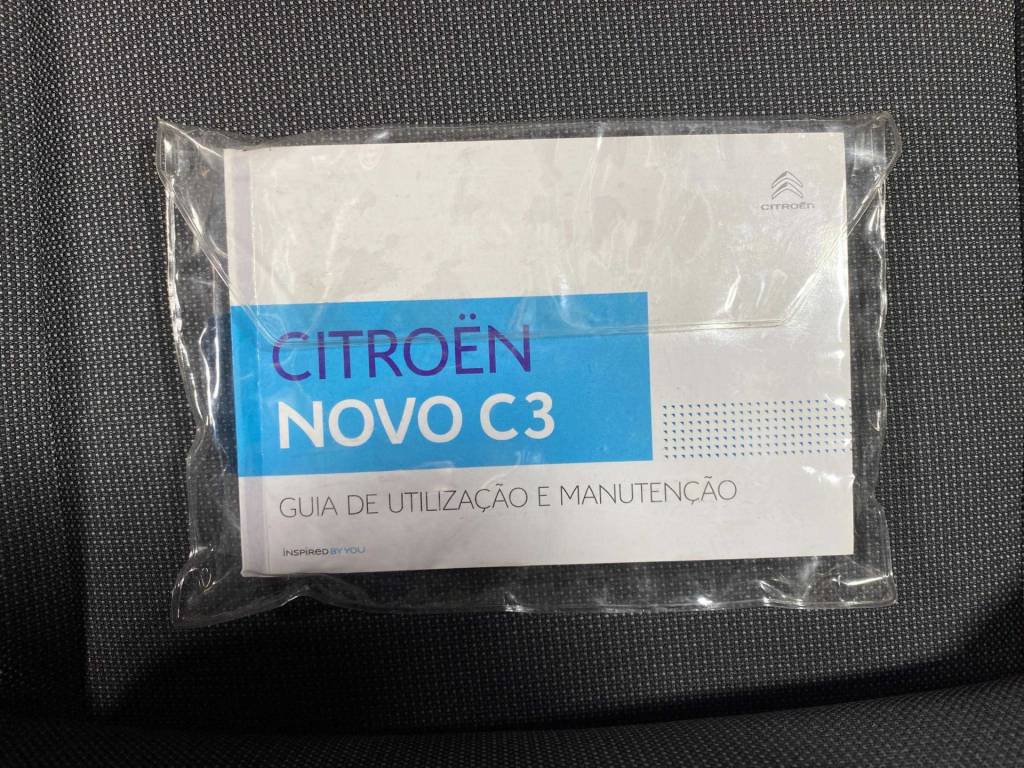 CITROËN
CITROËN
NOVO C3
GUIA DE UTILIZAÇÃO E MANUTENÇÃO
INSPIRED BY YOU